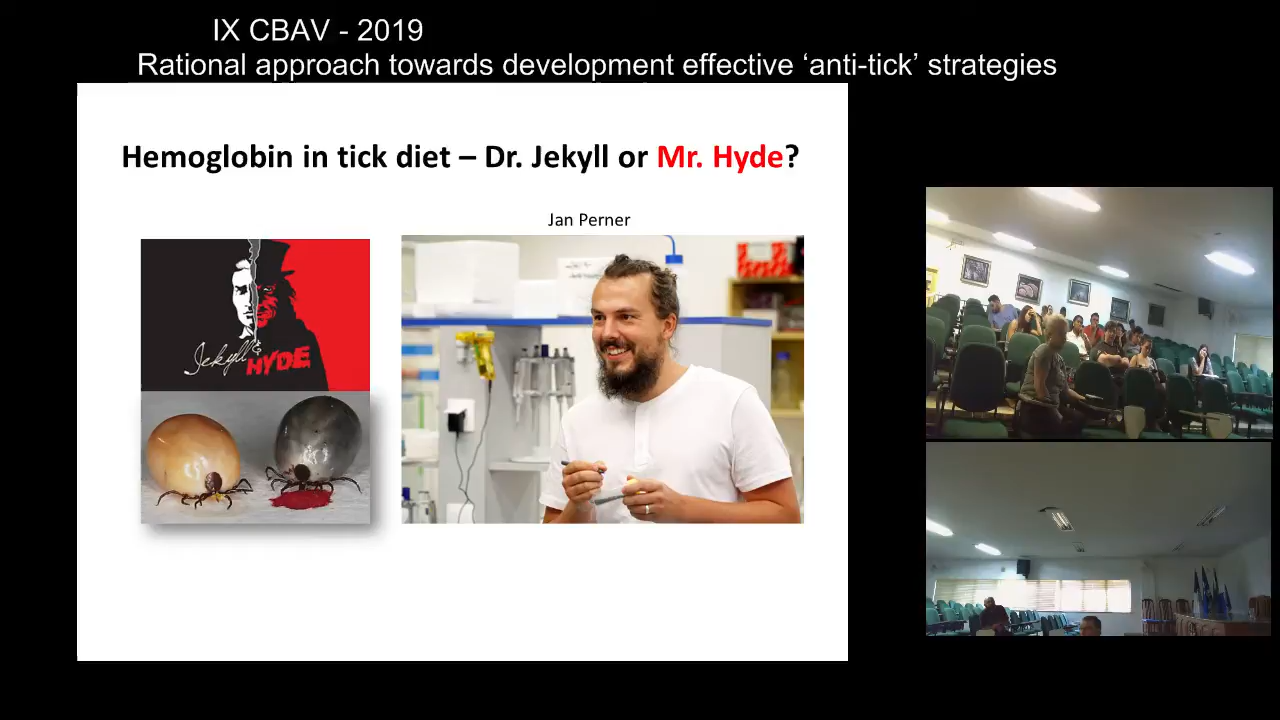 IX CBAV - 2019
Rational approach towards development effective ‘anti-tick’ strategies
Hemoglobin in tick diet – Dr. Jekyll or Mr. Hyde?
Jan Perner
Jekyll &
HYDE